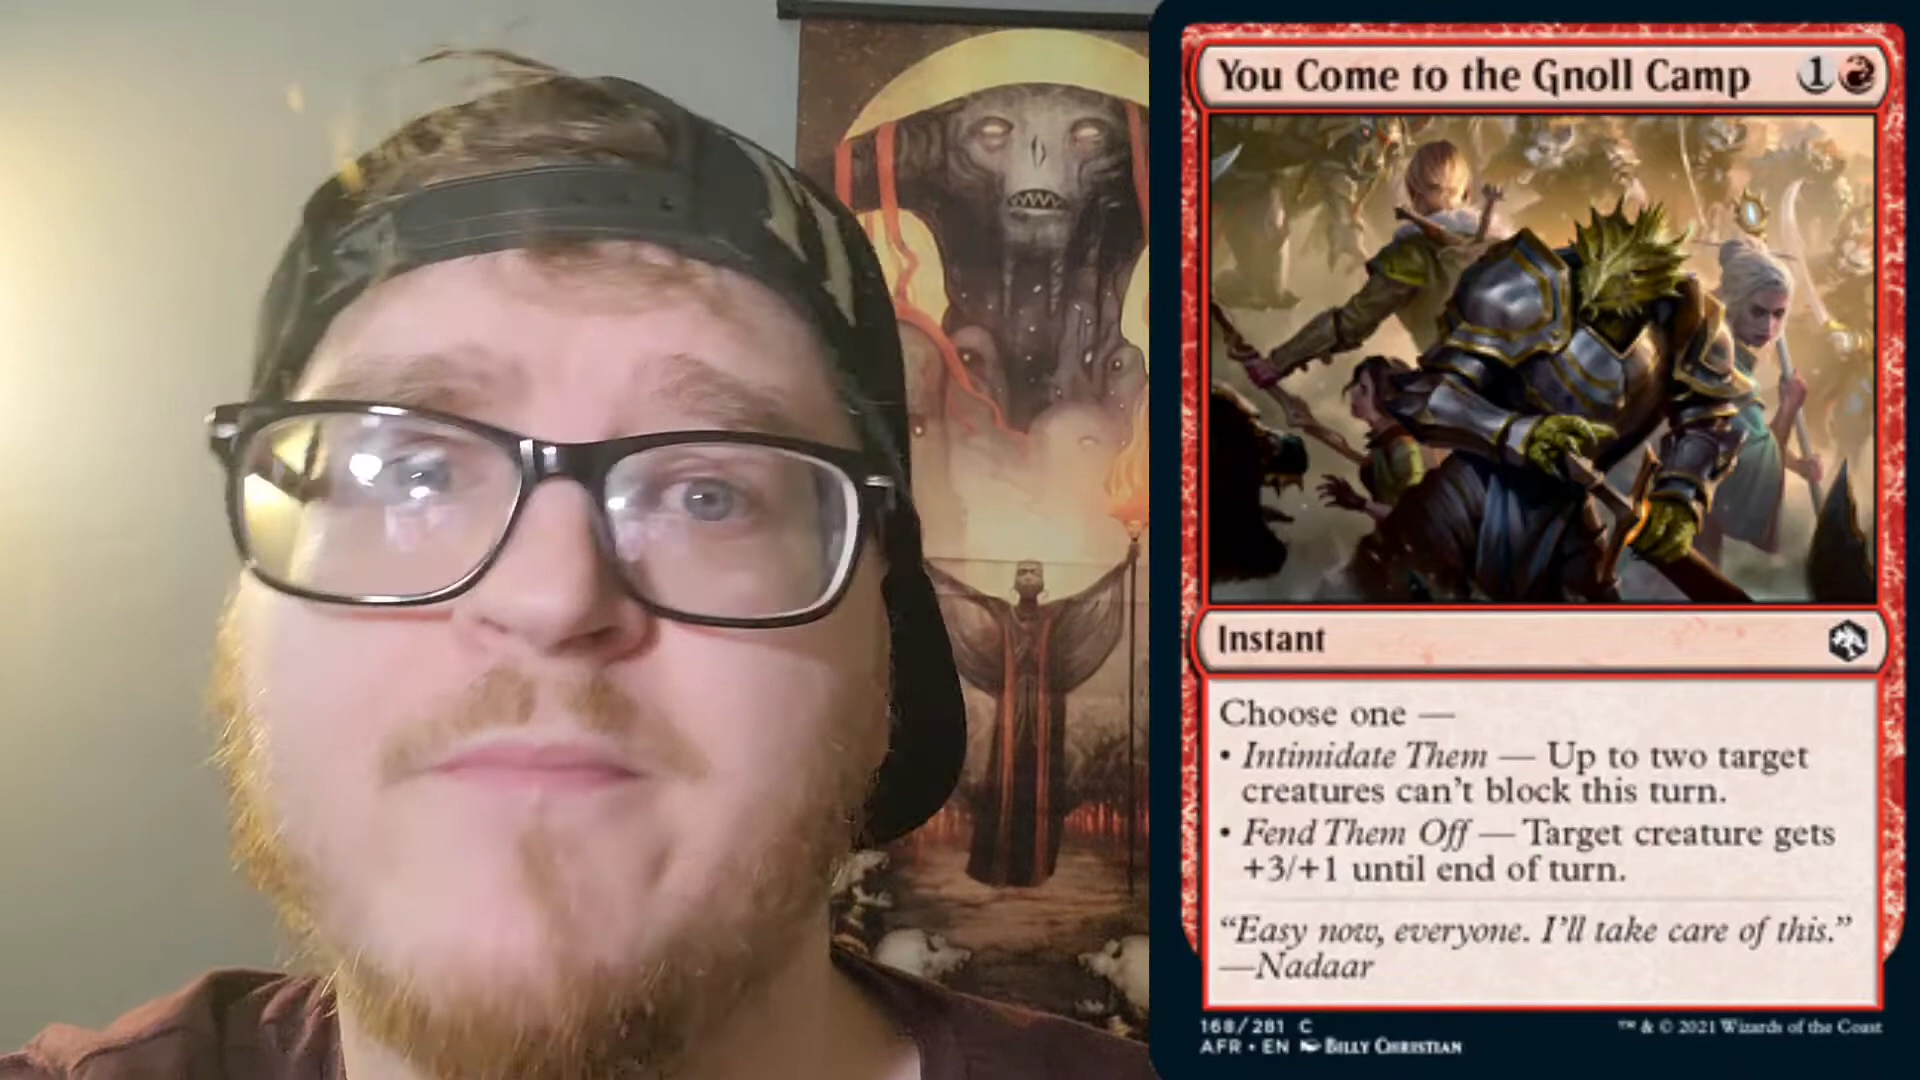 You Come to the Gnoll Camp 1
Instant
Choose one —
• Intimidate Them — Up to two target
creatures can't block this turn.
• Fend Them Off — Target creature gets
+3/+1 until end of turn.
“Easy now, everyone. I'll take care of this.”
—Nadaar
168/281 C
™ & © 2021 Wizards of the Coast
AFR • EN Billy Christian